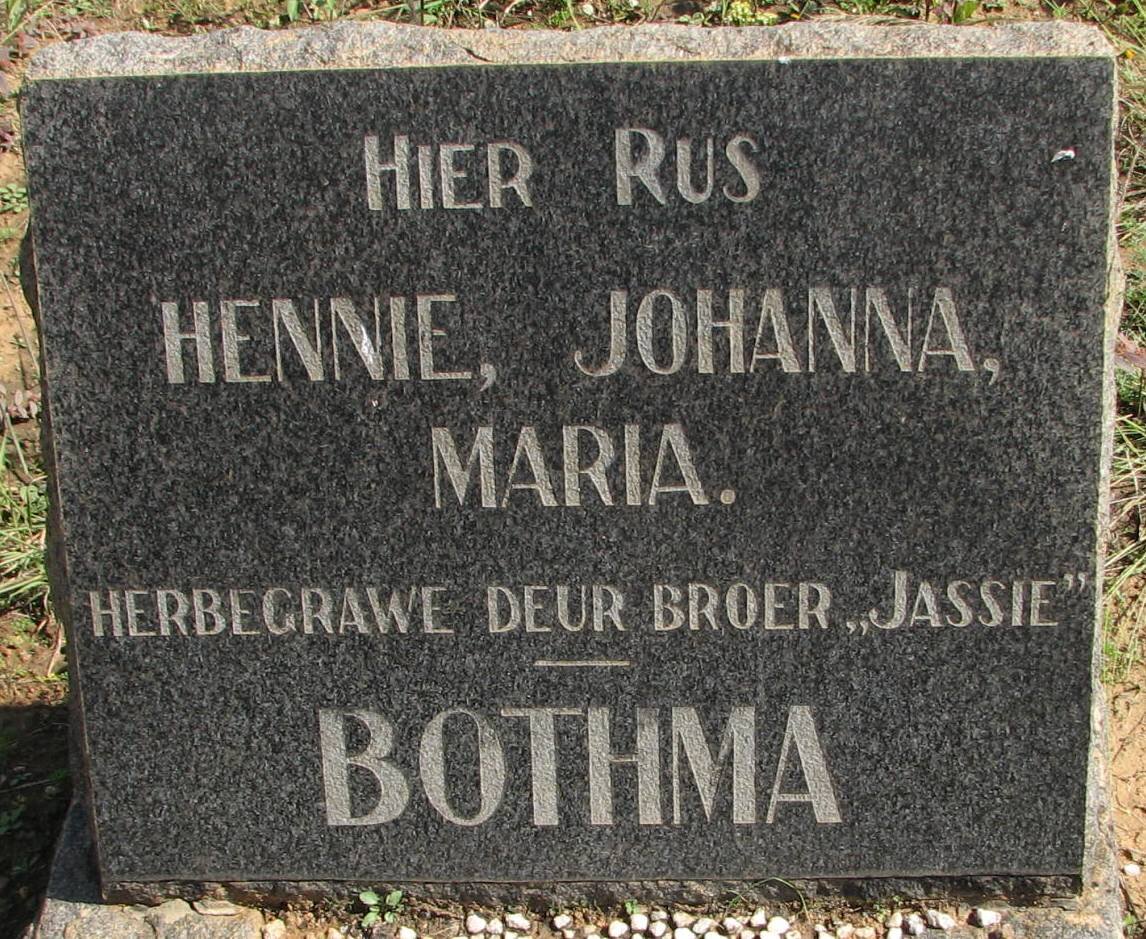 HIER RUS
HENNIE, JOHANNA,
MARIA.
HERBEGRAWE DEUR BROER „JASSIE”
BOTHMA